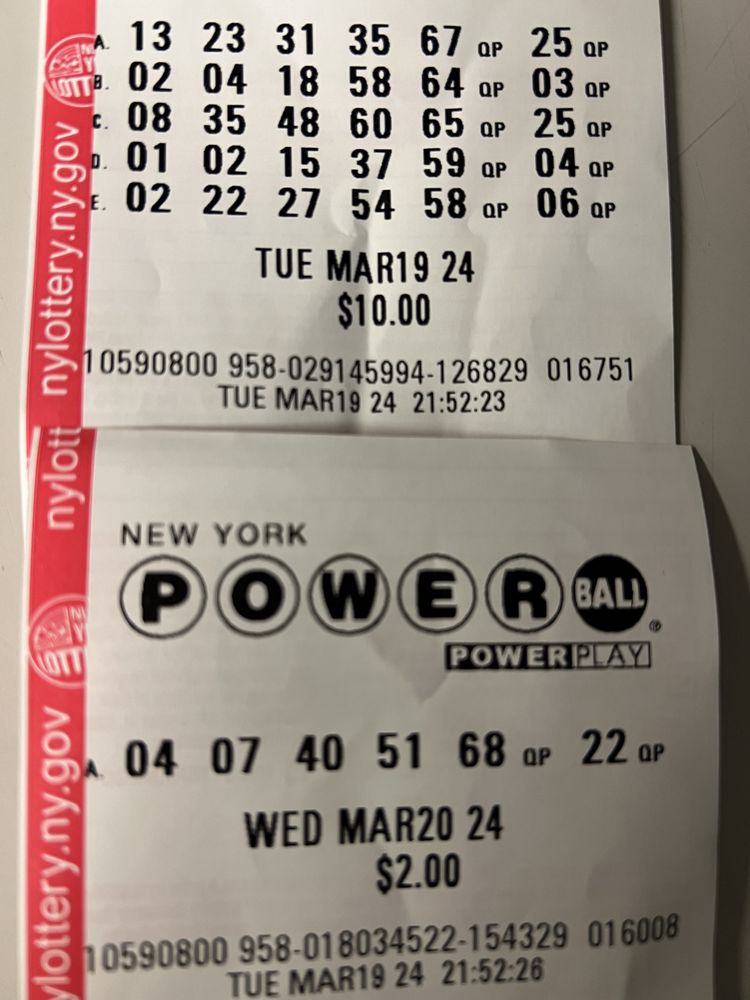 A. 13 23 31 35 67 QP 25 QP
B. 02 04 18 58 64 QP 03 QP
C. 08 35 48 60 65 QP 25 QP
D. 01 02 15 37 59 QP 04 QP
E. 02 22 27 54 58 QP 06 QP
TUE MAR19 24
$10.00
10590800 958-029145994-126829 016751
TUE MAR19 24 21:52:23
nylottery.ny.gov
nylott
NEW YORK
POWER BALL®
POWERPLAY
A. 04 07 40 51 68 QP 22 QP
WED MAR20 24
$2.00
10590800 958-018034522-154329 016008
TUE MAR19 24 21:52:26
ylottery.ny.gov